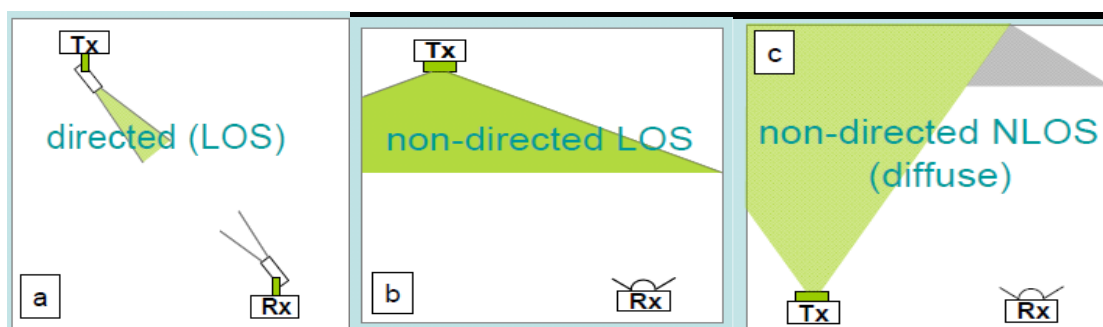 Tx
directed (LOS)
a
Rx
Tx
non-directed LOS
b
Rx
c
non-directed NLOS
(diffuse)
Tx
Rx